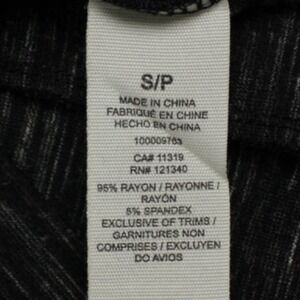 S/P
MADE IN CHINA
FABRIQUÉ EN CHINE
HECHO EN CHINA
100009763
CA# 11319
RN# 121340
95% RAYON / RAYONNE /
RAYÓN
5% SPANDEX
EXCLUSIVE OF TRIMS /
GARNITURES NON
COMPRISES / EXCLUYEN
DO AVIOS